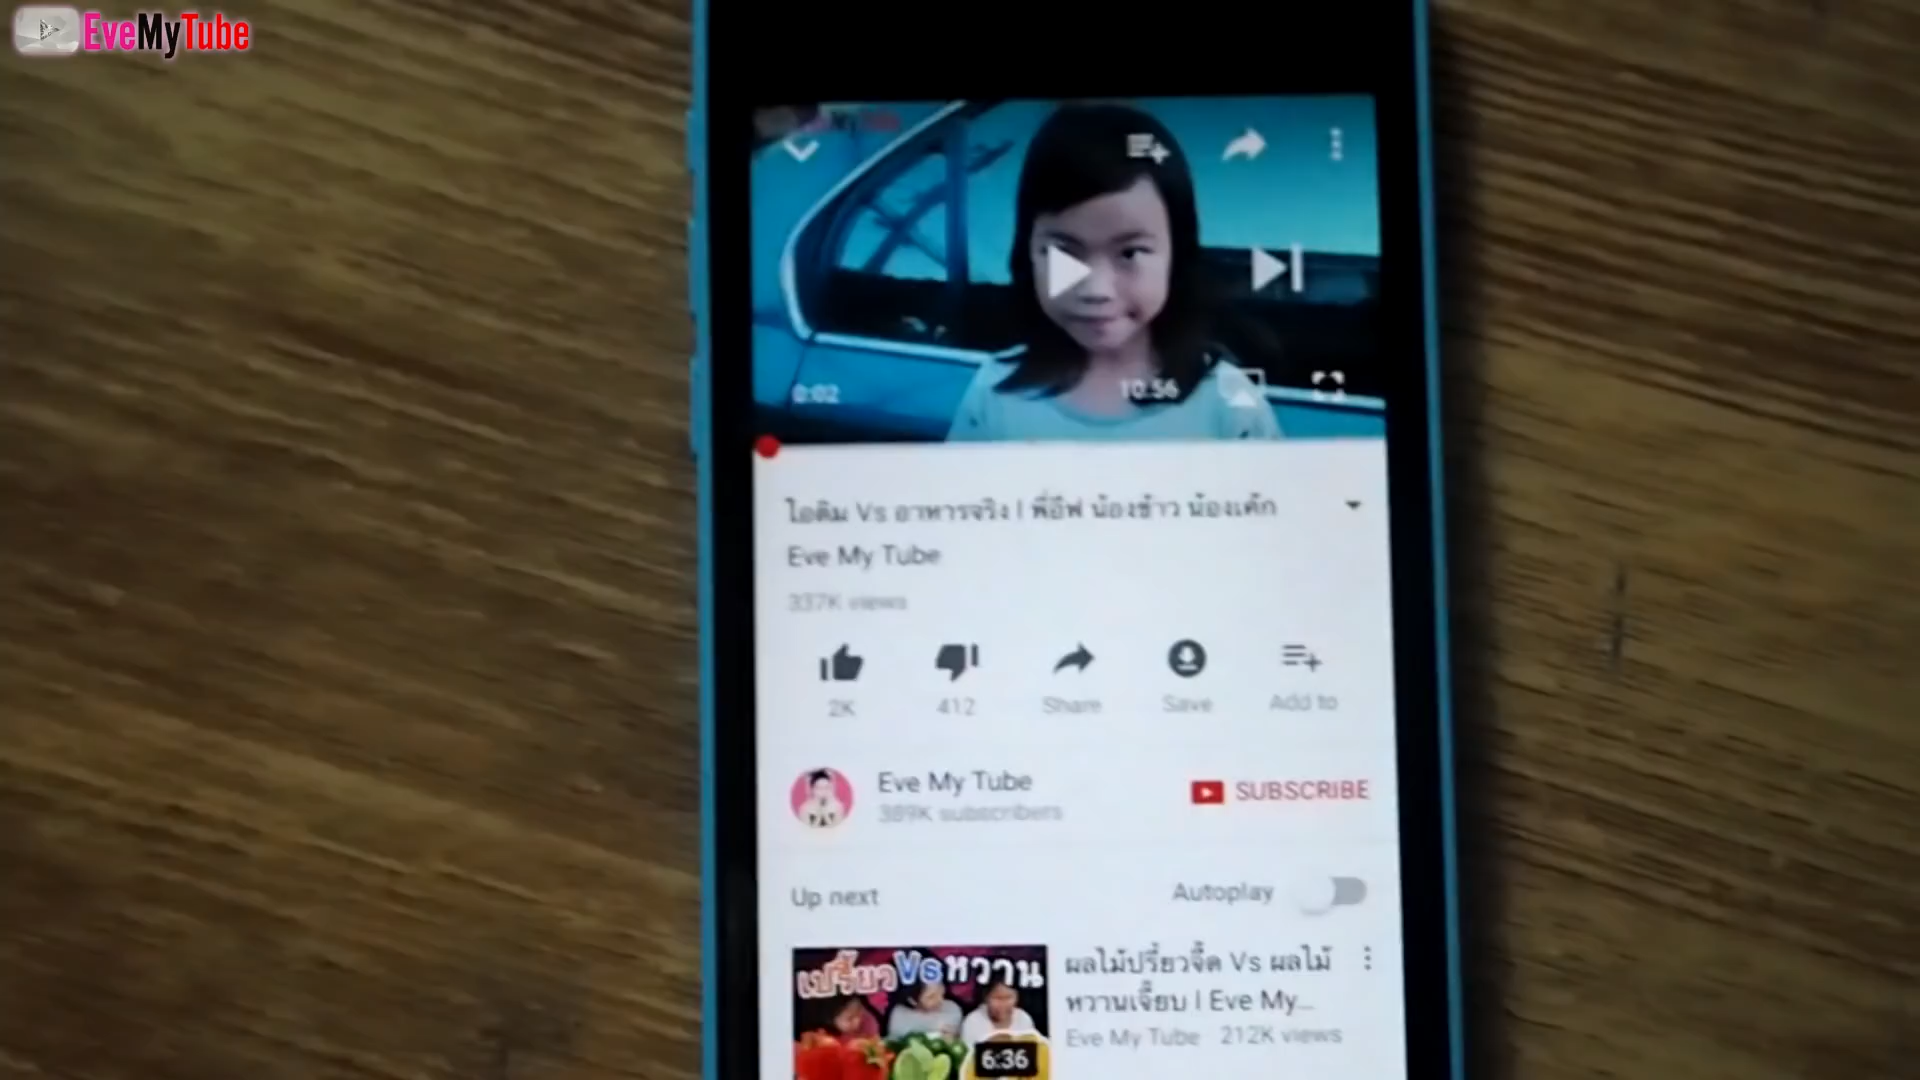 EveMyTube
0:02
10:56
ไอติม Vs อาหารจริง | พี่อีฟ น้องข้าว น้องเค้ก
Eve My Tube
337K views
2K
412
Share
Save
Add to
Eve My Tube
389K subscribers
SUBSCRIBE
Up next
Autoplay
เปรี้ยวVsหวาน
6:36
ผลไม้ปรี้ยวจี๊ด Vs ผลไม้
หวานเจี๊ยบ | Eve My...
Eve My Tube 212K views